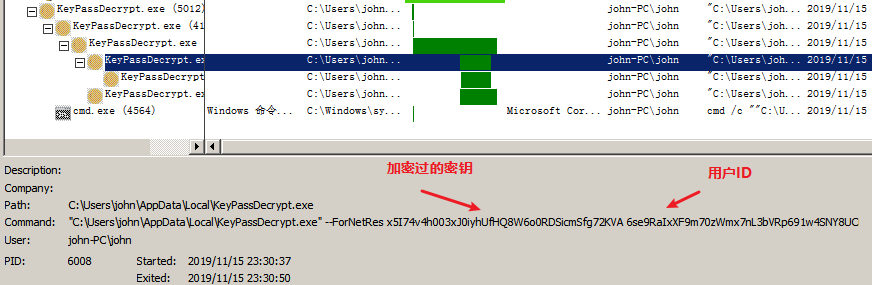 KeyPassDecrypt.exe (5012) C:\Users\john... john-PC\john "C:\Users\joh... 2019/11/15
KeyPassDecrypt.exe (41 C:\Users\john... john-PC\john "C:\Users\joh... 2019/11/15
KeyPassDecrypt.exe C:\Users\john... john-PC\john "C:\Users\joh... 2019/11/15
KeyPassDecrypt.ex C:\Users\john... john-PC\john "C:\Users\joh... 2019/11/15
KeyPassDecrypt C:\Users\john... john-PC\john "C:\Users\joh... 2019/11/15
KeyPassDecrypt.ex C:\Users\john... john-PC\john "C:\Users\joh... 2019/11/15
cmd.exe (4564) Windows 命令... C:\Windows\sy... Microsoft Cor... john-PC\john cmd /c ""C:\U... 2019/11/15
加密过的密钥
用户ID
Description:
Company:
Path: C:\Users\john\AppData\Local\KeyPassDecrypt.exe
Command: "C:\Users\john\AppData\Local\KeyPassDecrypt.exe" --ForNetRes x5I74v4h003xJ0iyhUfHQ8W6o0RDSicmSfg72KVA 6se9RaIxXF9m70zWmx7nL3bVRp691w4SNY8UO
User: john-PC\john
PID: 6008 Started: 2019/11/15 23:30:37
Exited: 2019/11/15 23:30:50